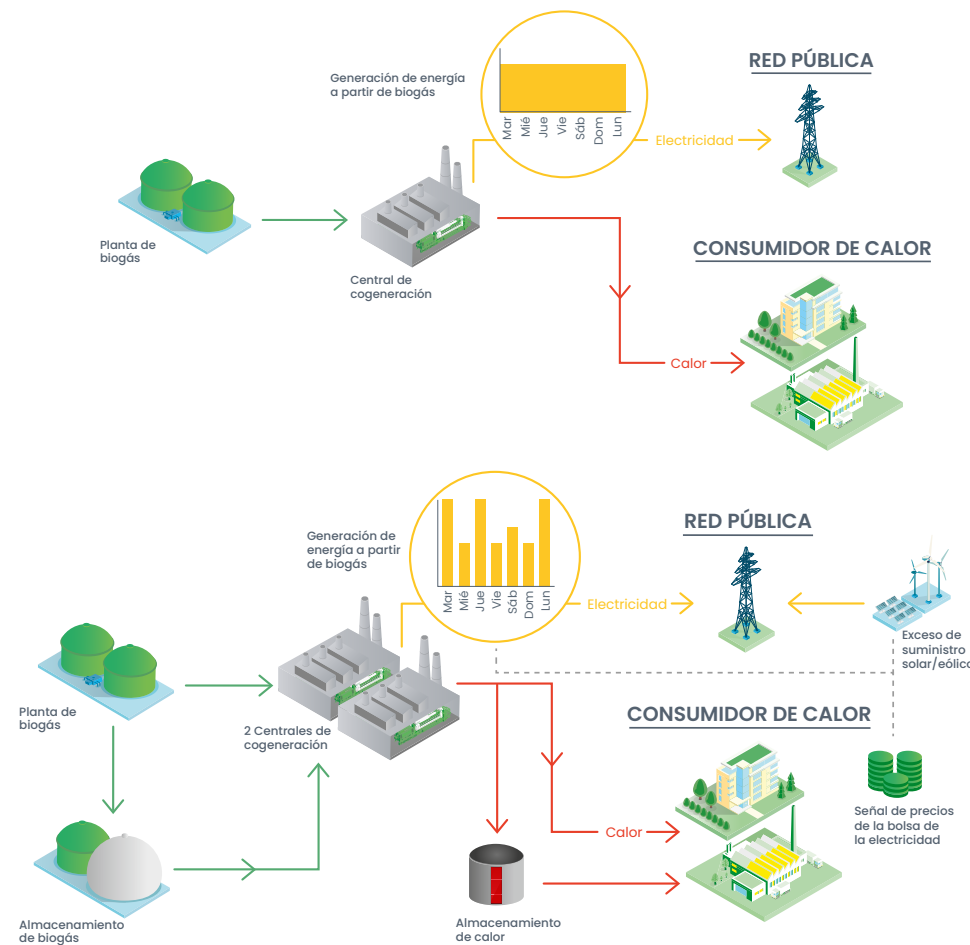 Generación de energía
a partir de biogás
Mar
Mié
Jue
Vie
Sáb
Dom
Lun
RED PÚBLICA
Electricidad
Planta de
biogás
Central de
cogeneración
CONSUMIDOR DE CALOR
Calor
Generación de
energía a partir
de biogás
Mar
Mié
Jue
Vie
Sáb
Dom
Lun
RED PÚBLICA
Electricidad
Exceso de
suministro
solar/eólico
Planta de
biogás
2 Centrales de
cogeneración
CONSUMIDOR DE CALOR
Señal de precios
de la bolsa de
la electricidad
Calor
Almacenamiento
de biogás
Almacenamiento
de calor